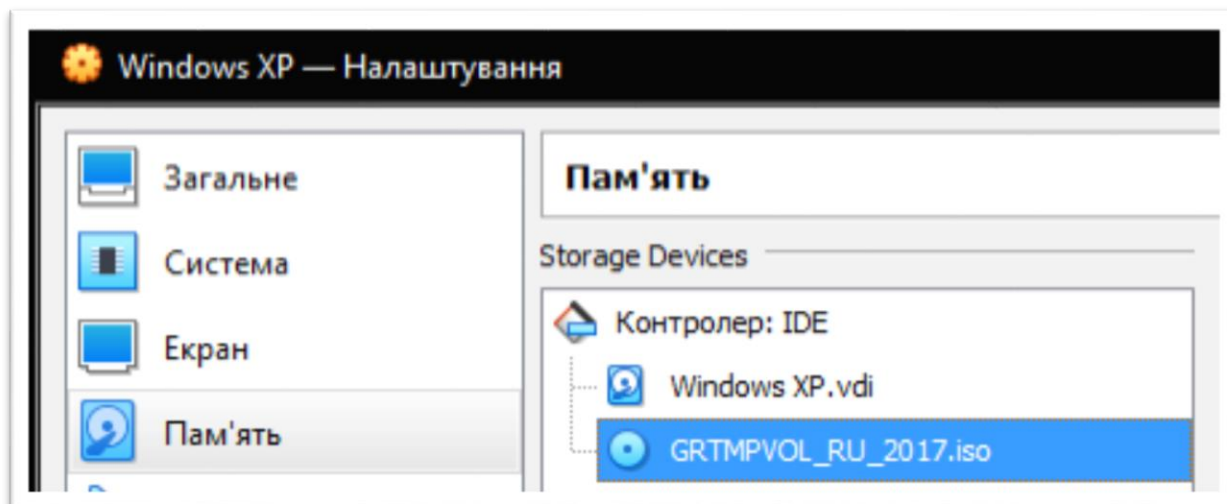 Windows XP — Налаштування
Загальне
Система
Екран
Пам'ять
Пам'ять
Storage Devices
Контролер: IDE
Windows XP.vdi
GRTMPVOL_RU_2017.iso